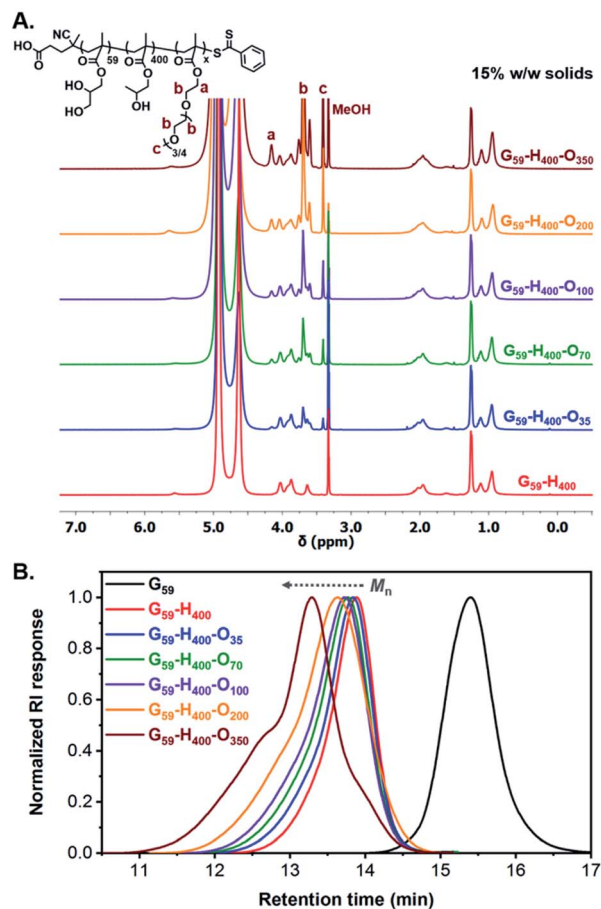 A.
NC
HO
O
O
O
O
O
O
O
59
400
x
S
S
HO
HO
OH
b
a
b
O
b
b
O
c
3/4
15% w/w solids
b
c
MeOH
a
G₅₉-H₄₀₀-O₃₅₀
G₅₉-H₄₀₀-O₂₀₀
G₅₉-H₄₀₀-O₁₀₀
G₅₉-H₄₀₀-O₇₀
G₅₉-H₄₀₀-O₃₅
G₅₉-H₄₀₀
7.0 6.0 5.0 4.0 3.0 2.0 1.0 0.0
δ (ppm)
B.
G₅₉
G₅₉-H₄₀₀
G₅₉-H₄₀₀-O₃₅
G₅₉-H₄₀₀-O₇₀
G₅₉-H₄₀₀-O₁₀₀
G₅₉-H₄₀₀-O₂₀₀
G₅₉-H₄₀₀-O₃₅₀
Mₙ
Normalized RI response
1.0
0.8
0.6
0.4
0.2
0.0
11 12 13 14 15 16 17
Retention time (min)